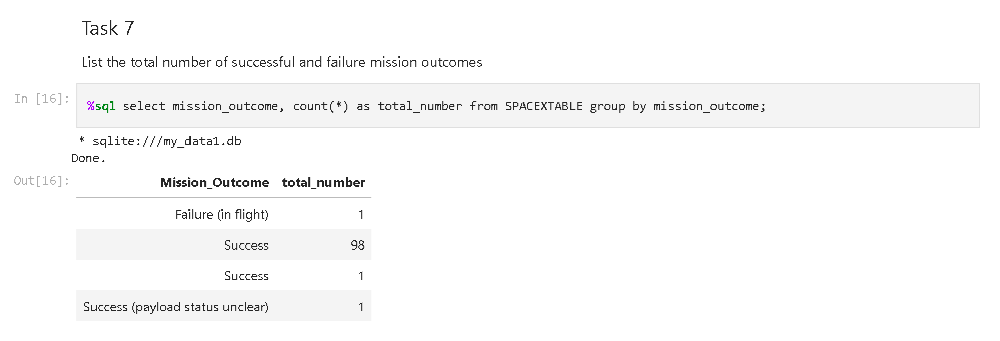 Task 7
List the total number of successful and failure mission outcomes
In [16]: %sql select mission_outcome, count(*) as total_number from SPACEXTABLE group by mission_outcome;
* sqlite:///my_data1.db
Done.
Out[16]: Mission_Outcome total_number
Failure (in flight) 1
Success 98
Success 1
Success (payload status unclear) 1